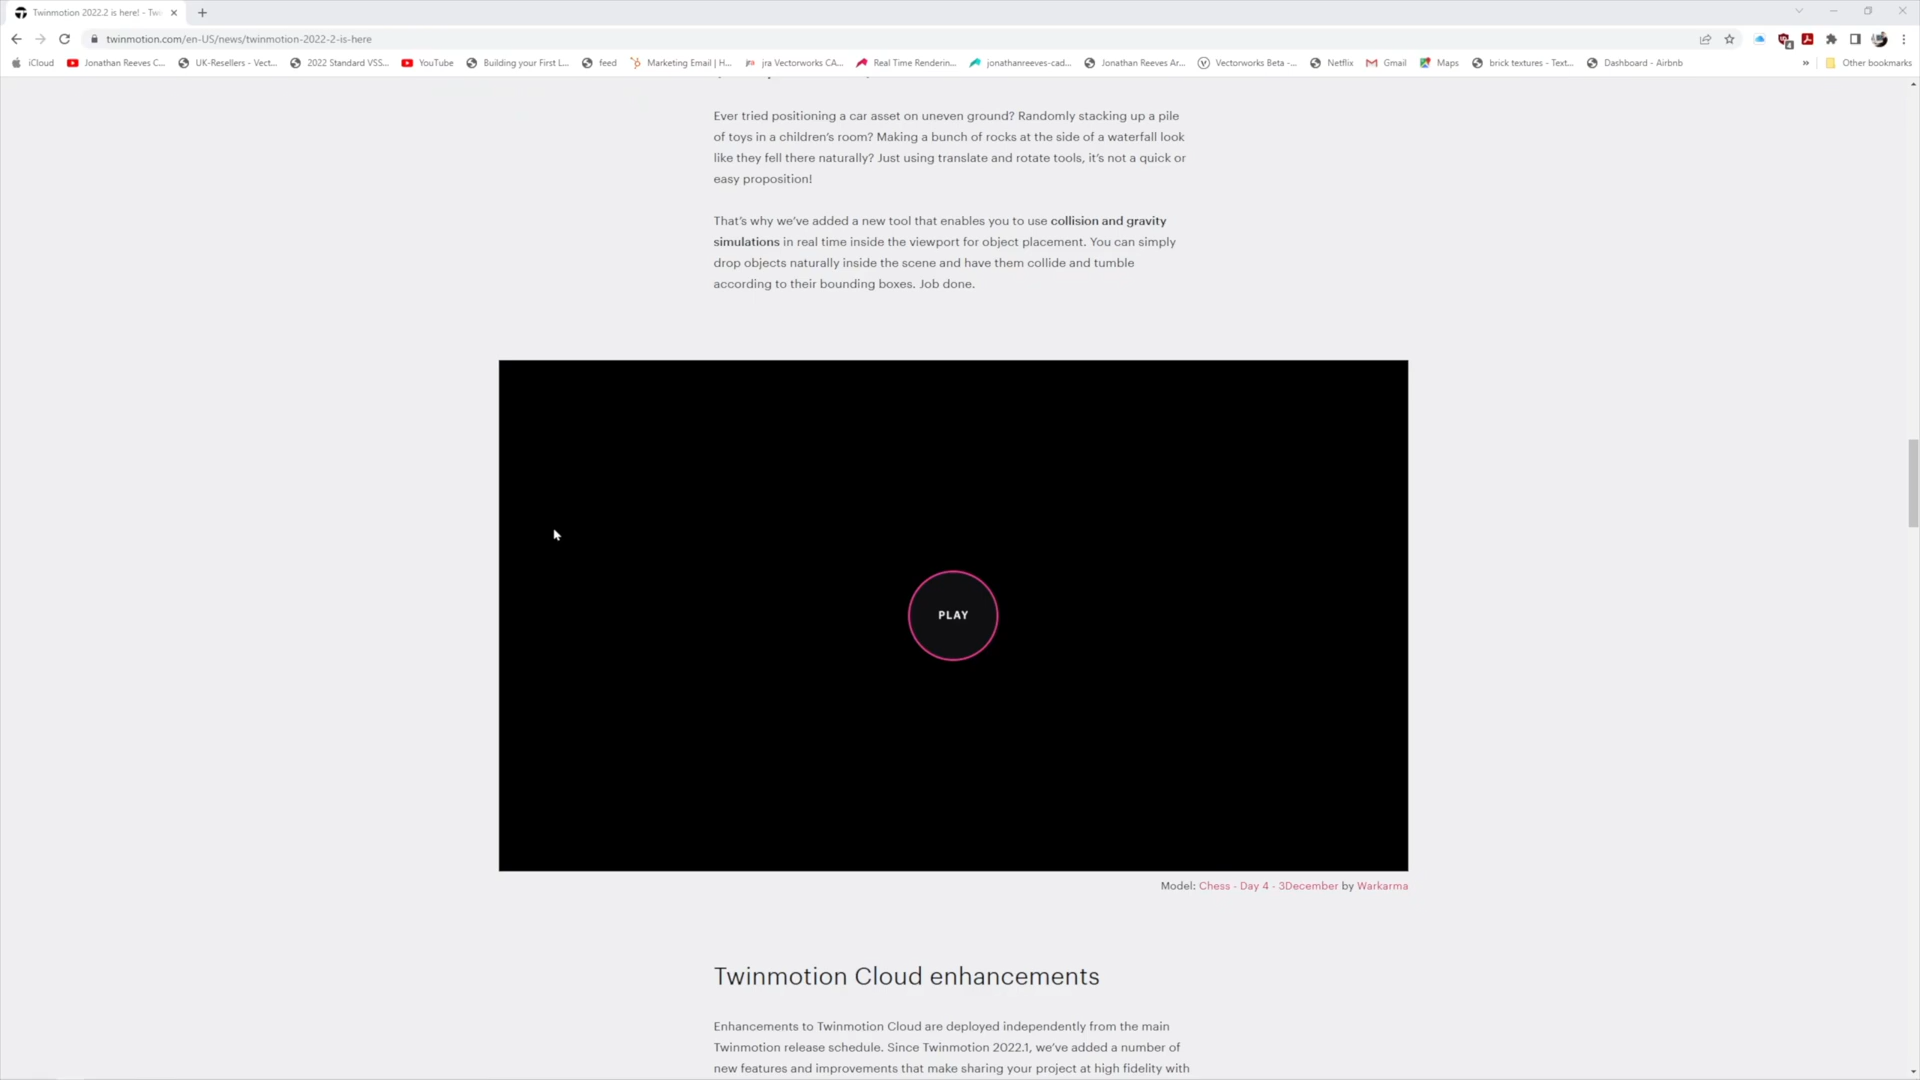 Twinmotion 2022.2 is here! - Twi
twinmotion.com/en-US/news/twinmotion-2022-2-is-here
iCloud
Jonathan Reeves C...
UK-Resellers - Vect...
2022 Standard VSS...
YouTube
Building your First L...
feed
Marketing Email | H...
jra Vectorworks CA...
Real Time Renderin...
jonathanreeves-cad...
Jonathan Reeves Ar...
Vectorworks Beta -...
Netflix
Gmail
Maps
brick textures - Text...
Dashboard - Airbnb
»
Other bookmarks
Ever tried positioning a car asset on uneven ground? Randomly stacking up a pile
of toys in a children's room? Making a bunch of rocks at the side of a waterfall look
like they fell there naturally? Just using translate and rotate tools, it's not a quick or
easy proposition!
That's why we've added a new tool that enables you to use collision and gravity
simulations in real time inside the viewport for object placement. You can simply
drop objects naturally inside the scene and have them collide and tumble
according to their bounding boxes. Job done.
PLAY
Model: Chess - Day 4 - 3December by Warkarma
Twinmotion Cloud enhancements
Enhancements to Twinmotion Cloud are deployed independently from the main
Twinmotion release schedule. Since Twinmotion 2022.1, we've added a number of
new features and improvements that make sharing your project at high fidelity with